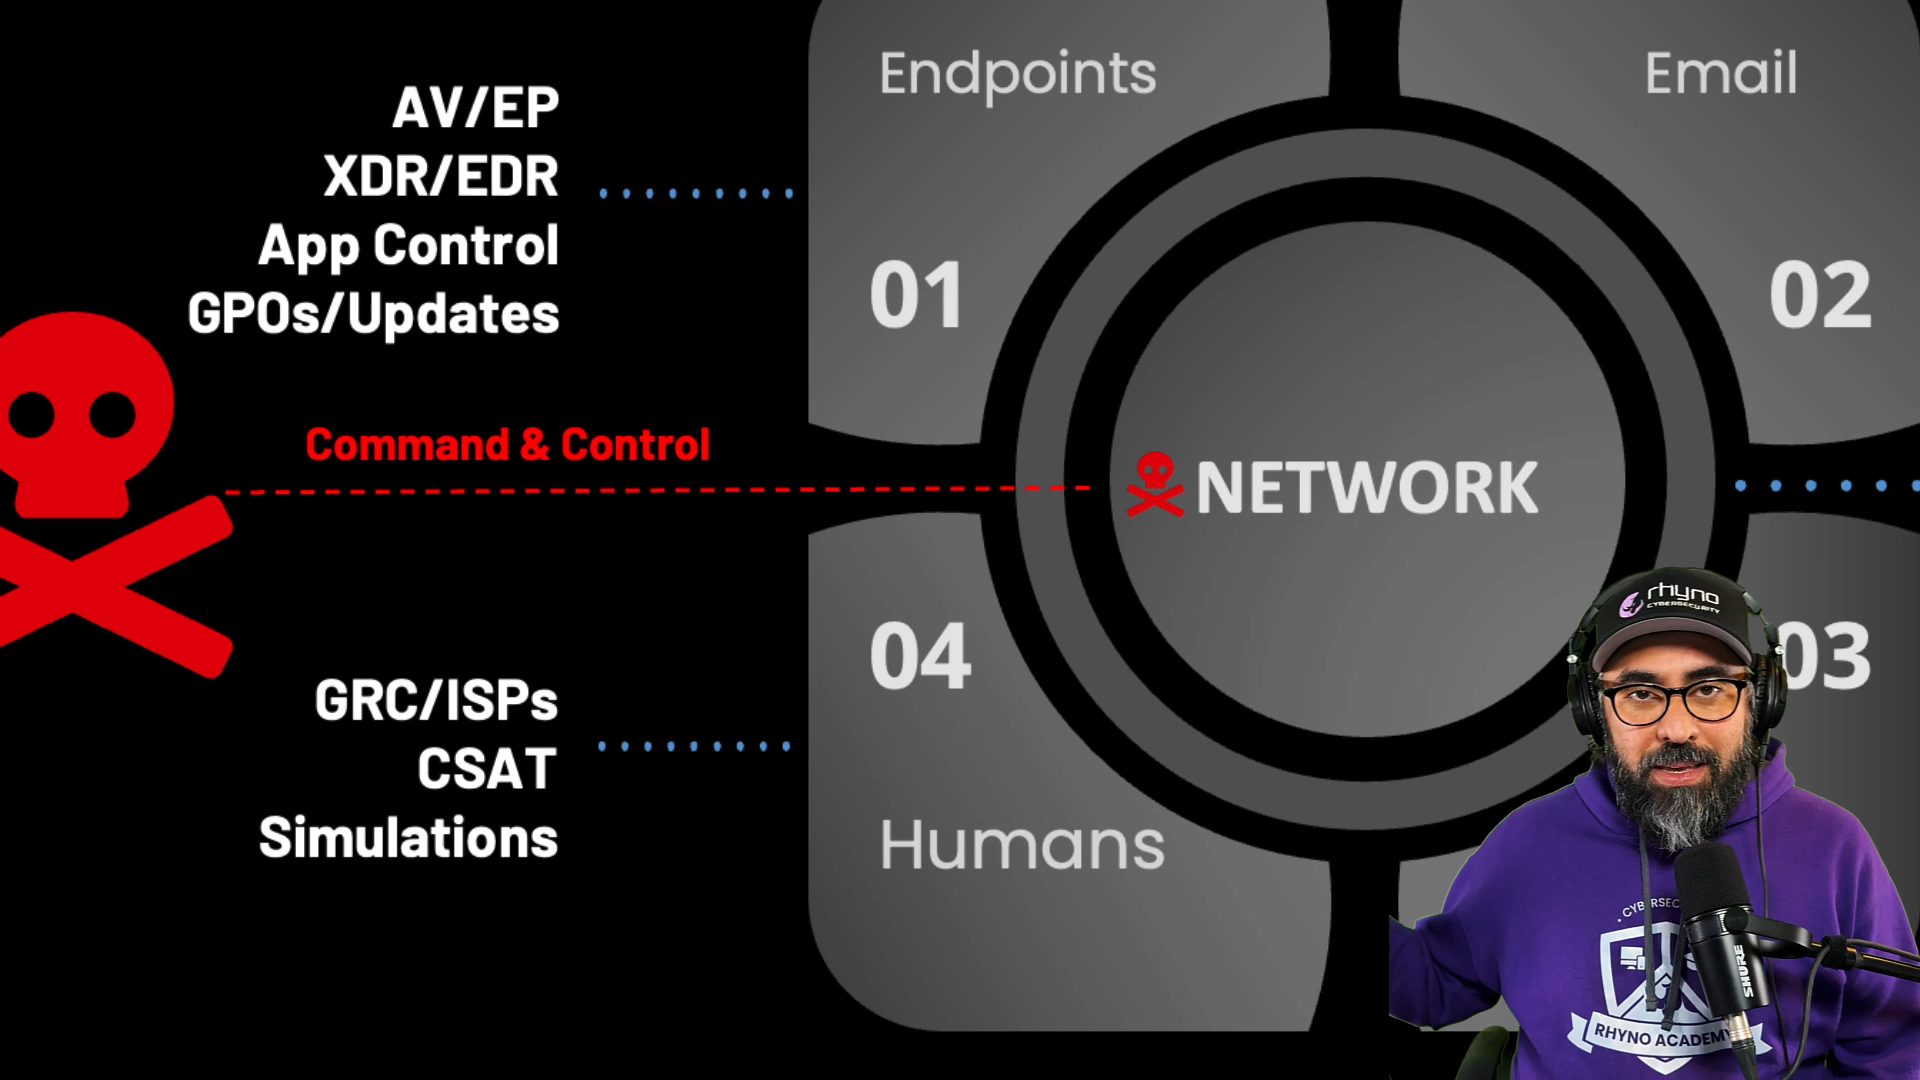 Endpoints
Email
AV/EP
XDR/EDR
App Control
GPOs/Updates
01
02
Command & Control
NETWORK
04
03
GRC/ISPs
CSAT
Simulations
Humans
rhyno
CYBERSECURITY
SHURE
RHYNO ACADEMY